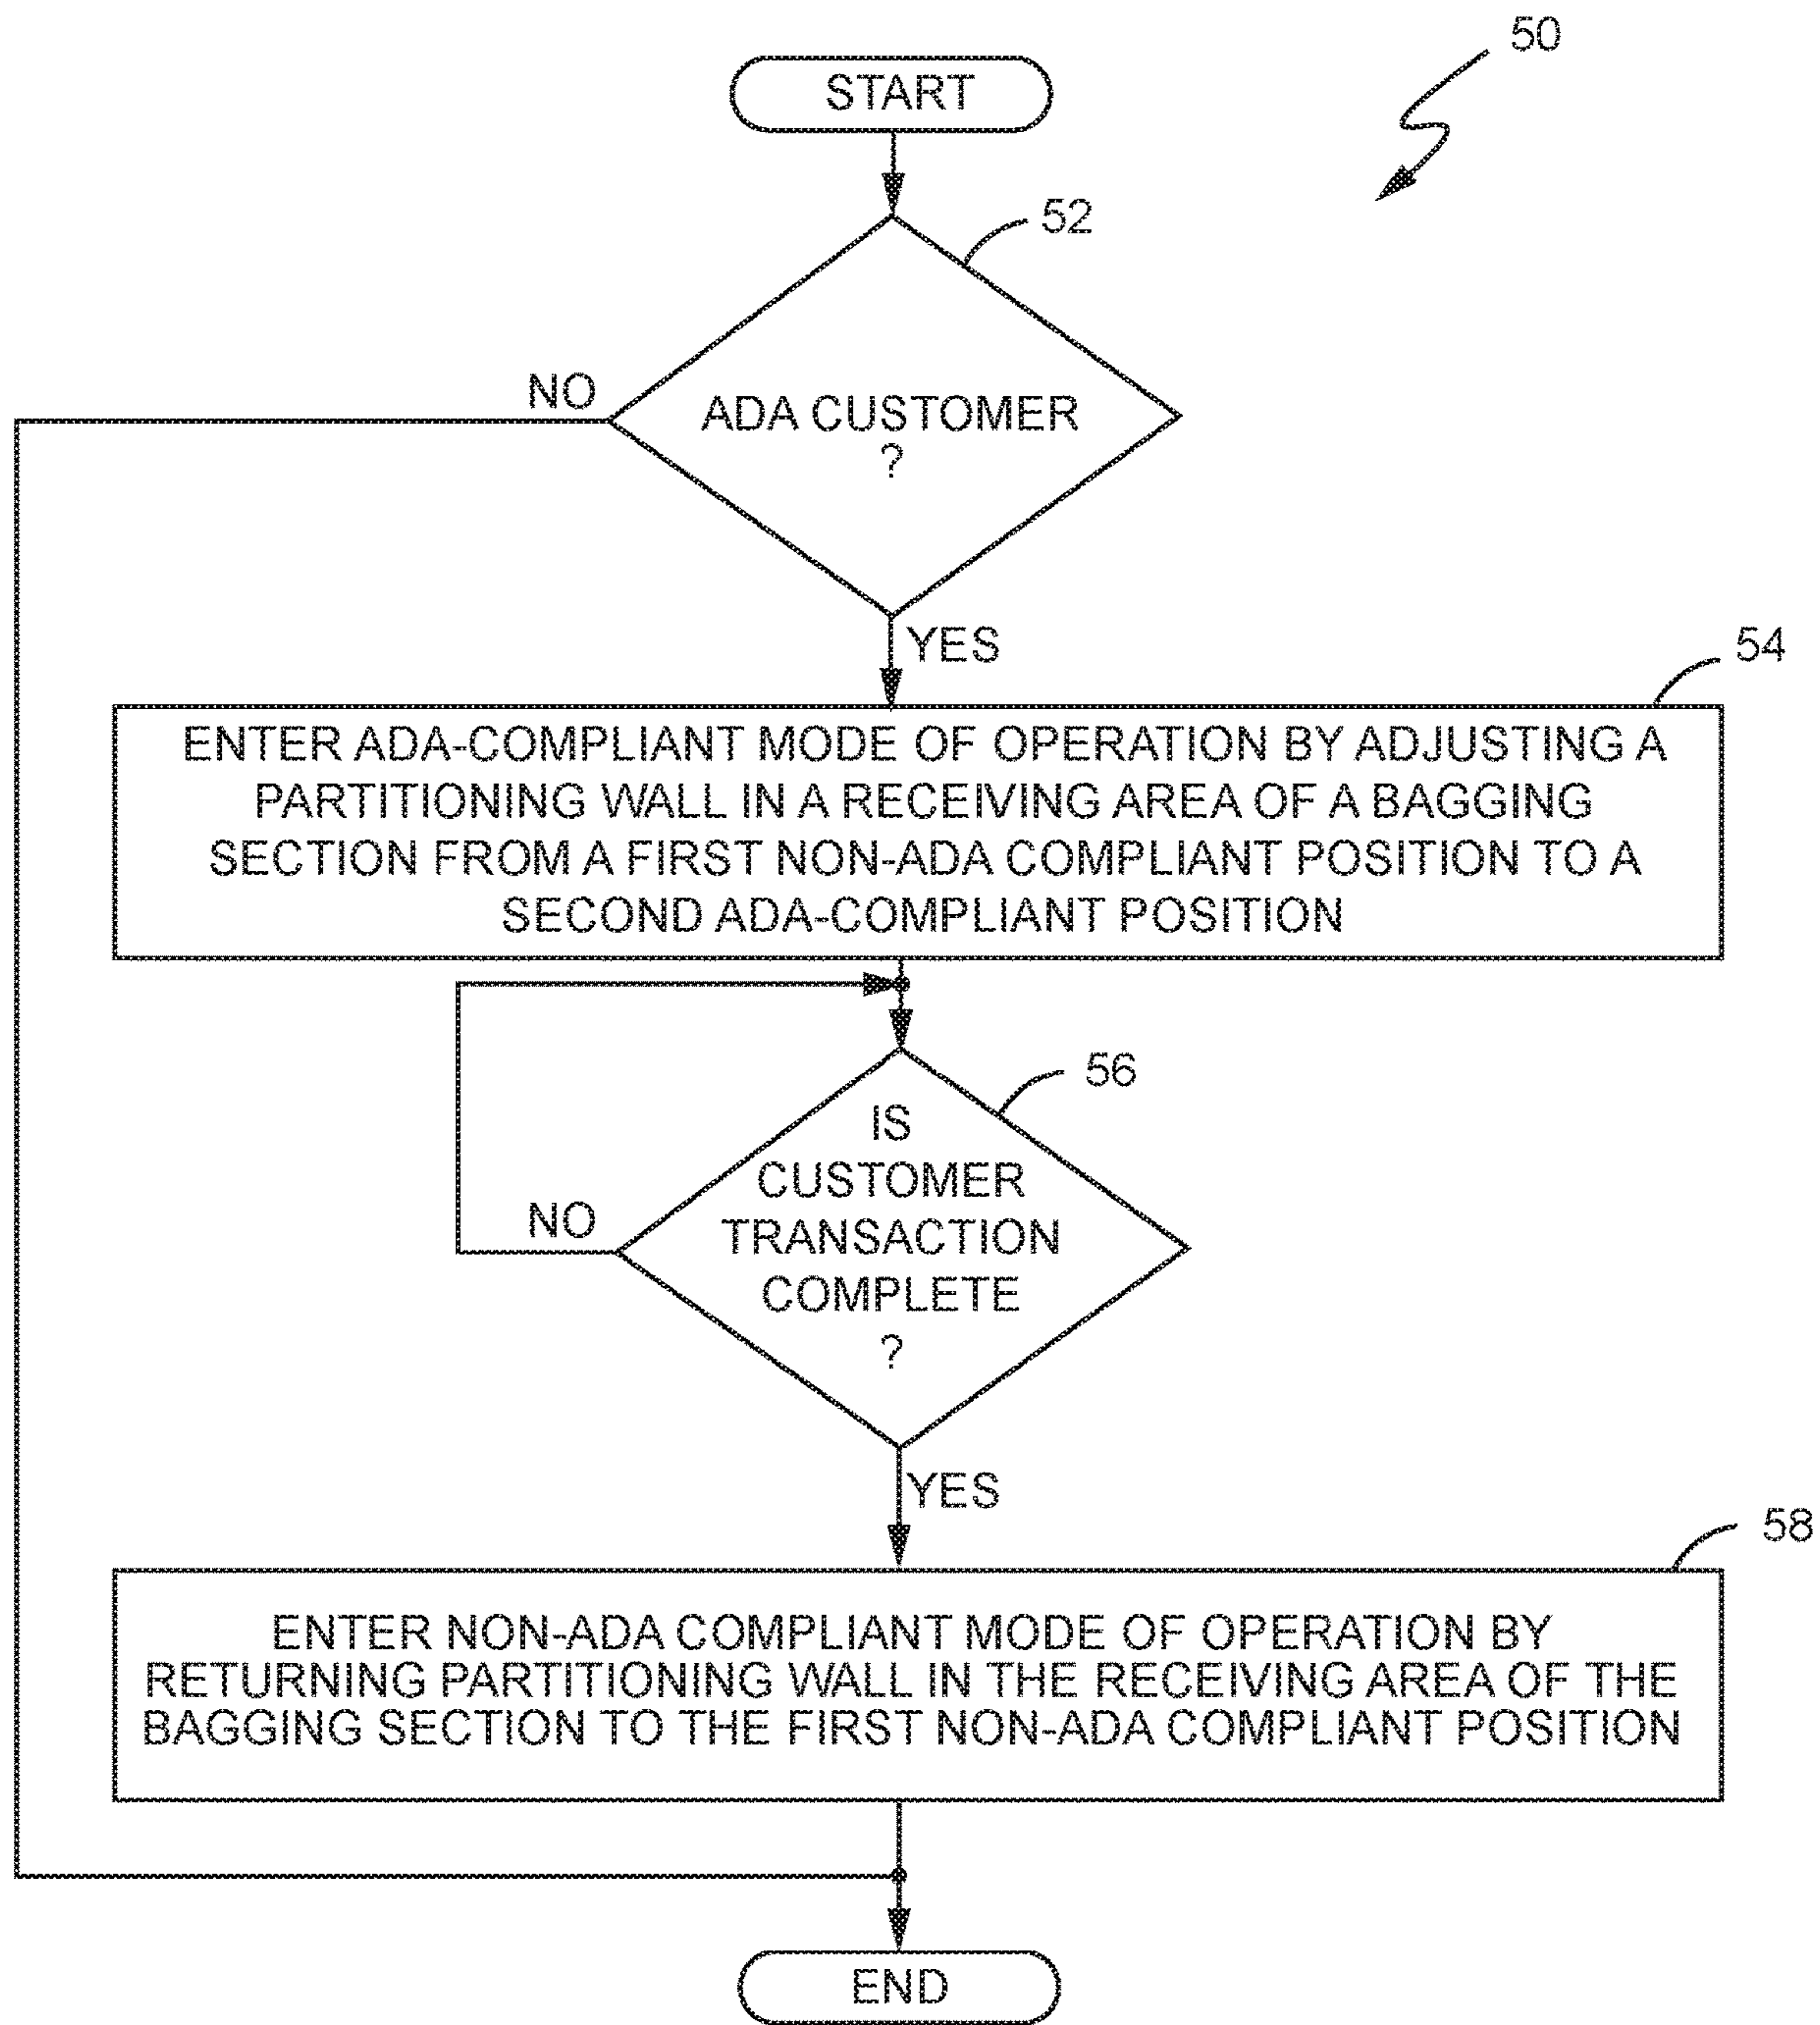 50
START
52
NO
ADA CUSTOMER
?
YES
54
ENTER ADA-COMPLIANT MODE OF OPERATION BY ADJUSTING A
PARTITIONING WALL IN A RECEIVING AREA OF A BAGGING
SECTION FROM A FIRST NON-ADA COMPLIANT POSITION TO A
SECOND ADA-COMPLIANT POSITION
56
IS
CUSTOMER
TRANSACTION
COMPLETE
?
NO
YES
58
ENTER NON-ADA COMPLIANT MODE OF OPERATION BY
RETURNING PARTITIONING WALL IN THE RECEIVING AREA OF THE
BAGGING SECTION TO THE FIRST NON-ADA COMPLIANT POSITION
END